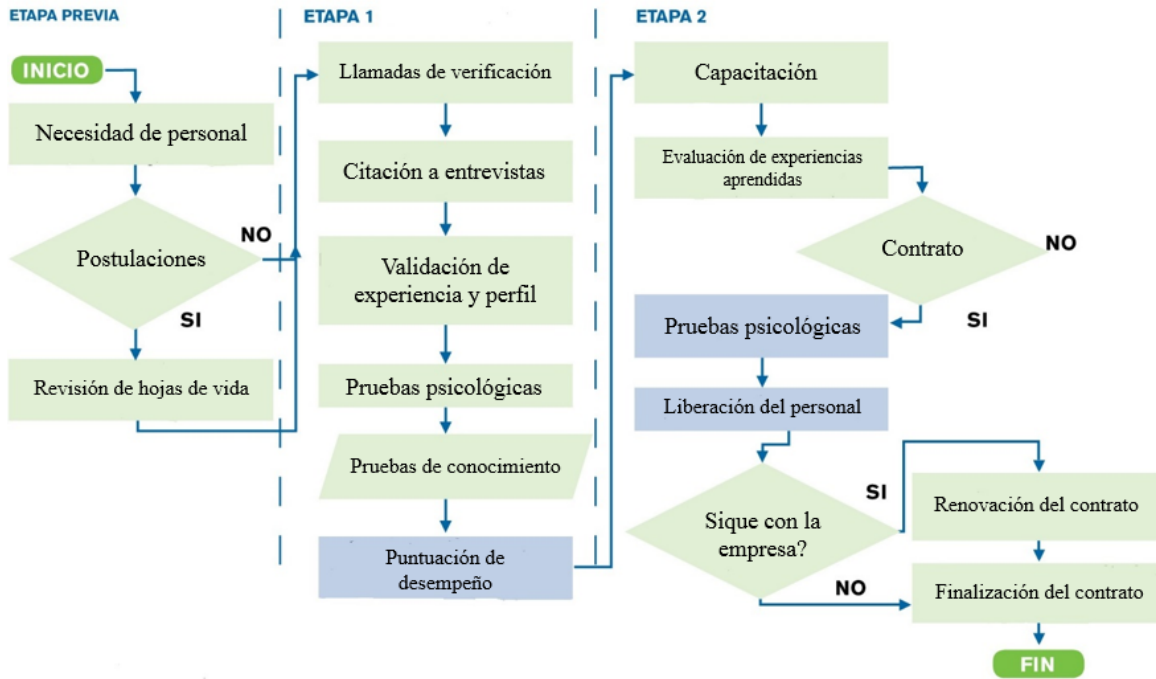 ETAPA PREVIA
INICIO
Necesidad de personal
Postulaciones
NO
SI
Revisión de hojas de vida
ETAPA 1
Llamadas de verificación
Citación a entrevistas
Validación de
experiencia y perfil
Pruebas psicológicas
Pruebas de conocimiento
Puntuación de
desempeño
ETAPA 2
Capacitación
Evaluación de experiencias
aprendidas
Contrato
NO
SI
Pruebas psicológicas
Liberación del personal
Sique con la
empresa?
SI
NO
Renovación del contrato
Finalización del contrato
FIN